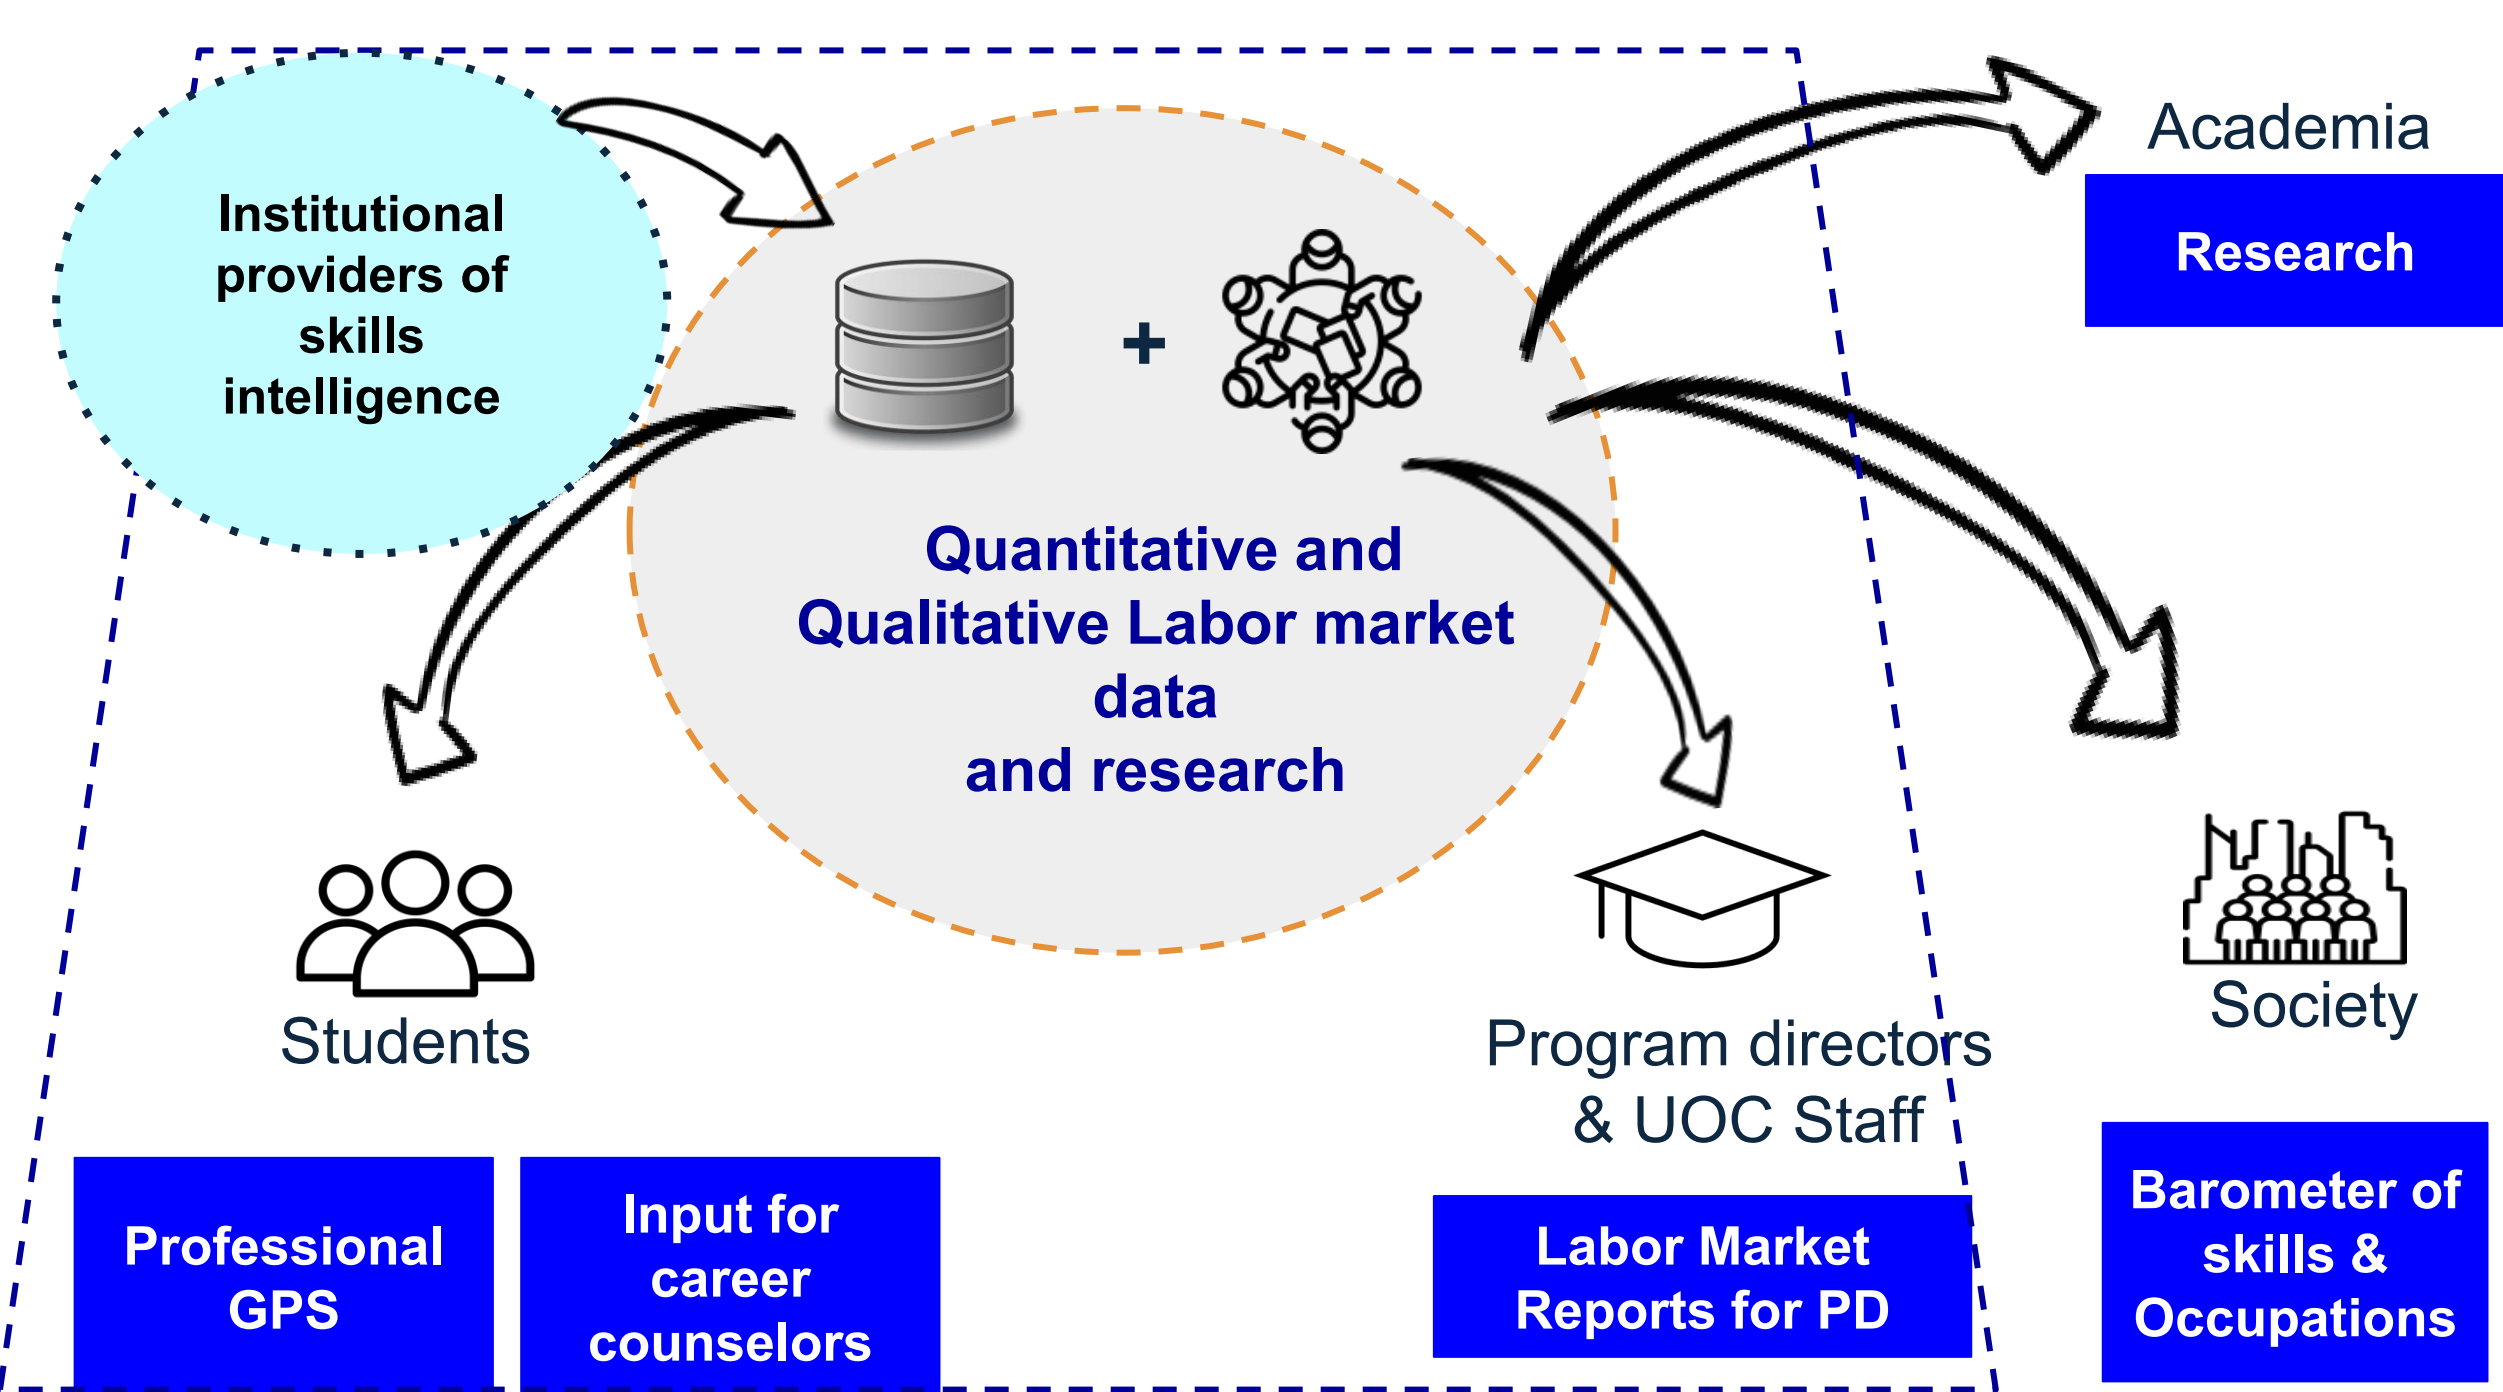 Institutional
providers of
skills
intelligence
+
Quantitative and
Qualitative Labor market
data
and research
Academia
Research
Students
Professional
GPS
Input for
career
counselors
Program directors
& UOC Staff
Labor Market
Reports for PD
Society
Barometer of
skills &
Occupations